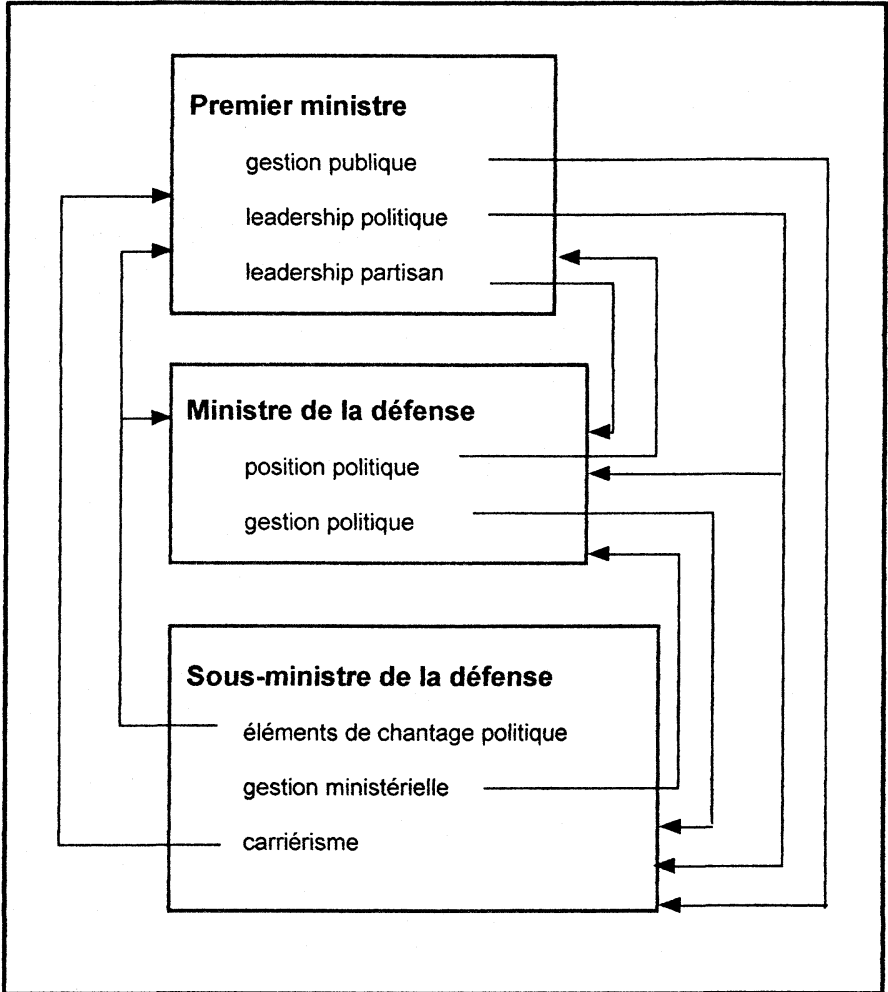 Premier ministre
gestion publique
leadership politique
leadership partisan
Ministre de la défense
position politique
gestion politique
Sous-ministre de la défense
éléments de chantage politique
gestion ministérielle
carriérisme